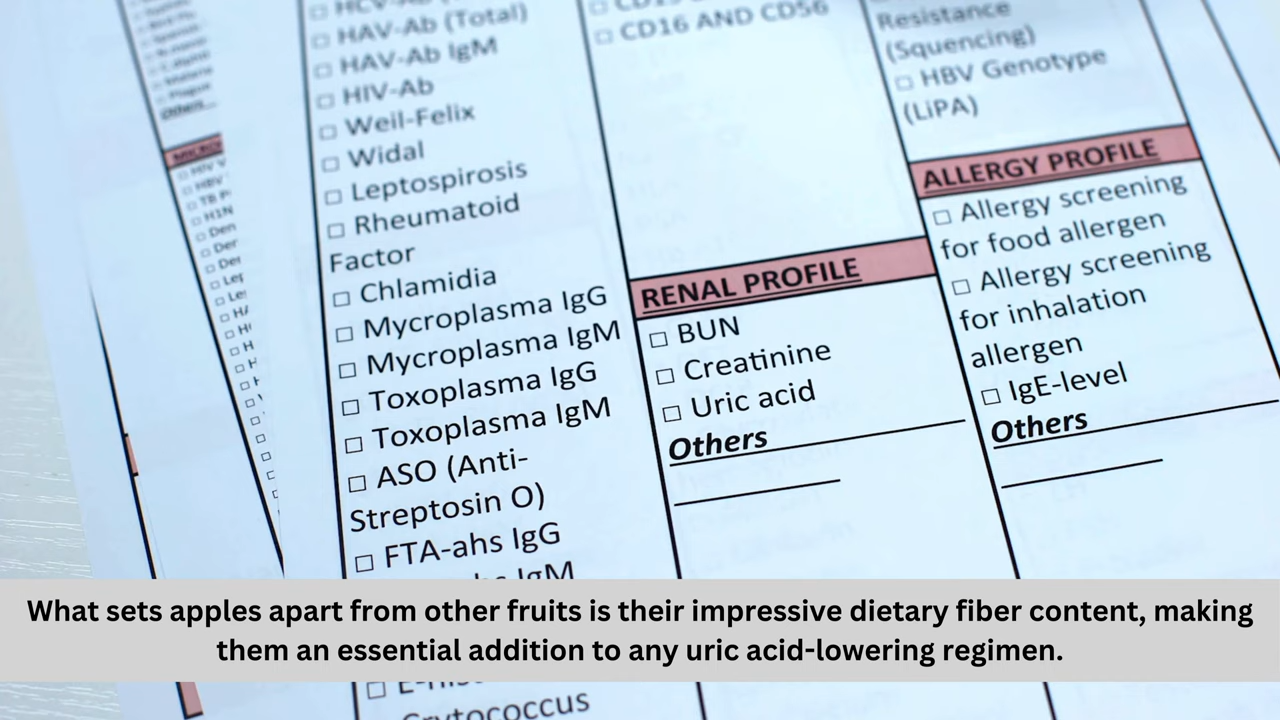 Others
HAV-Ab (Total)
HAV-Ab IgM
HIV-Ab
Weil-Felix
Widal
Leptospirosis
Rheumatoid
Factor
Chlamidia
Mycroplasma IgG
Mycroplasma IgM
Toxoplasma IgG
Toxoplasma IgM
ASO (Anti-
Streptosin O)
FTA-ahs IgG
IgM
CD16 AND CD56
RENAL PROFILE
BUN
Creatinine
Uric acid
Others
Resistance
(Squencing)
HBV Genotype
(LiPA)
ALLERGY PROFILE
Allergy screening
for food allergen
Allergy screening
for inhalation
allergen
IgE-level
Others
What sets apples apart from other fruits is their impressive dietary fiber content, making
them an essential addition to any uric acid-lowering regimen.